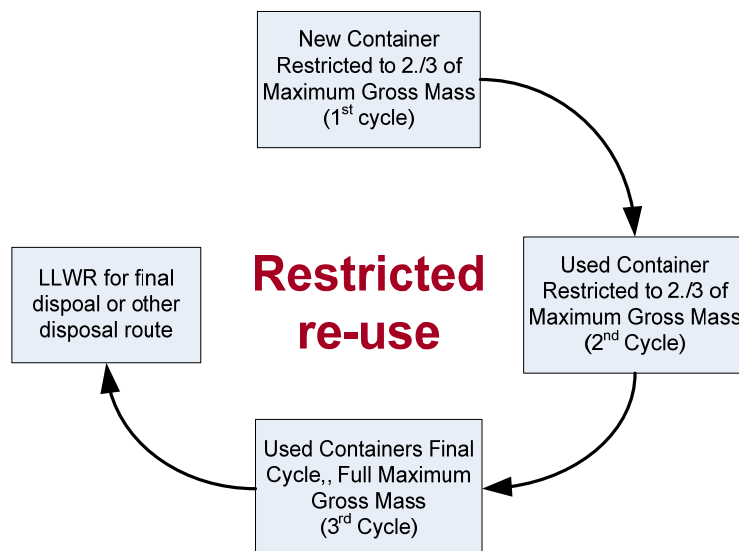 New Container
Restricted to 2./3 of
Maximum Gross Mass
(1st cycle)
Used Container
Restricted to 2./3 of
Maximum Gross Mass
(2nd Cycle)
Used Containers Final
Cycle,, Full Maximum
Gross Mass
(3rd Cycle)
LLWR for final
dispoal or other
disposal route
Restricted
re-use